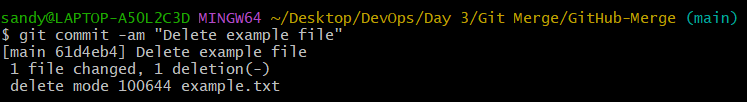 sandy@LAPTOP-A50L2C3D MINGW64 ~/Desktop/DevOps/Day 3/Git Merge/GitHub-Merge (main)
$ git commit -am "Delete example file"
[main 61d4eb4] Delete example file
 1 file changed, 1 deletion(-)
 delete mode 100644 example.txt